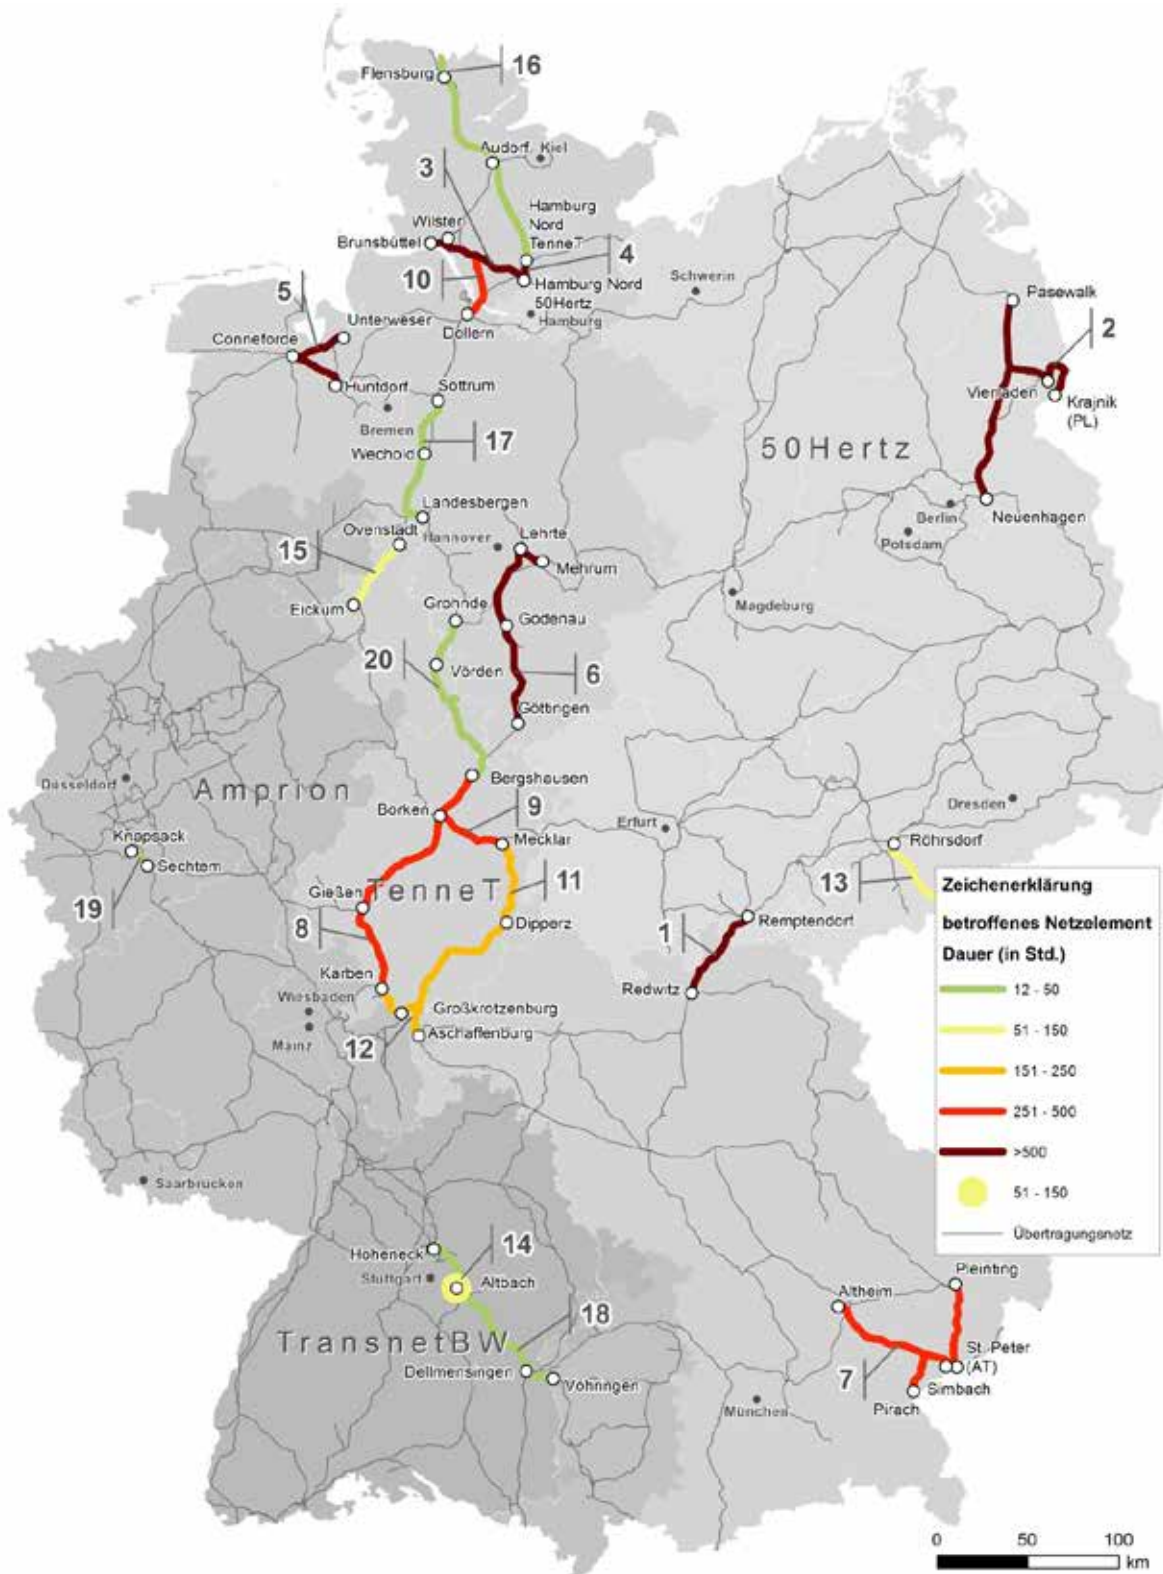 16
Flensburg
Audorf
Kiel
3
Hamburg
Nord
TenneT
Wilster
Brunsbüttel
4
10
Hamburg Nord
50Hertz
Hamburg
Schwerin
Dollern
5
Unterweser
Conneforde
Huntdorf
Pasewalk
2
Vierraden
Krajnik
(PL)
Sottrum
Bremen
17
Wechold
50Hertz
Landesbergen
Ovenstädt
Hannover
Lehrte
Mehrum
Berlin
Neuenhagen
Potsdam
15
Eickum
Grohnde
Godenau
Magdeburg
20
Vörden
6
Göttingen
Düsseldorf
Amprion
Bergshausen
Borken
9
Mecklar
Erfurt
Dresden
Röhrsdorf
Knapsack
Sechtem
19
TenneT
Gießen
11
Dipperz
8
13
1
Remptendorf
Redwitz
Karben
Wiesbaden
Großkrotzenburg
Mainz
12
Aschaffenburg
Zeichenerklärung
betroffenes Netzelement
Dauer (in Std.)
12 - 50
51 - 150
151 - 250
251 - 500
>500
51 - 150
Übertragungsnetz
Saarbrücken
Hoheneck
14
Stuttgart
Altbach
TransnetBW
18
Dellmensingen
Vöhringen
Pleinting
Altheim
St. Peter
(AT)
7
Simbach
Pirach
München
0 50 100
km